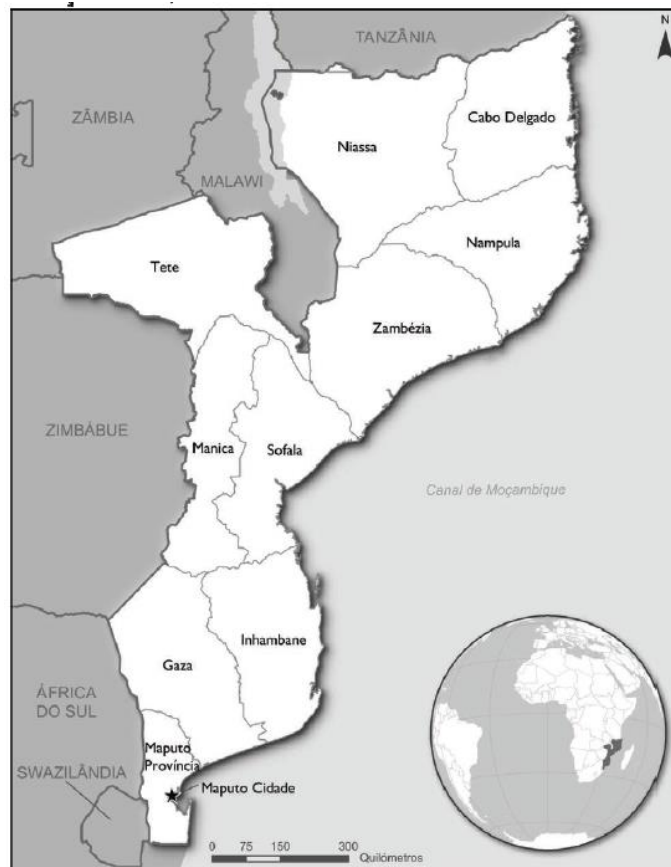 N
TANZÂNIA
ZÂMBIA
Cabo Delgado
Niassa
MALAWI
Nampula
Tete
Zambézia
ZIMBÁBUE
Manica
Sofala
Canal de Moçambique
Inhambane
Gaza
ÁFRICA
DO SUL
Maputo
Província
SWAZILÂNDIA
Maputo Cidade
0 75 150 300
Quilómetros